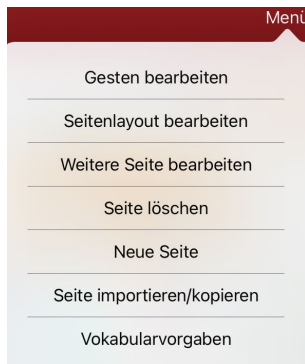 Menü
Gesten bearbeiten
Seitenlayout bearbeiten
Weitere Seite bearbeiten
Seite löschen
Neue Seite
Seite importieren/kopieren
Vokabularvorgaben